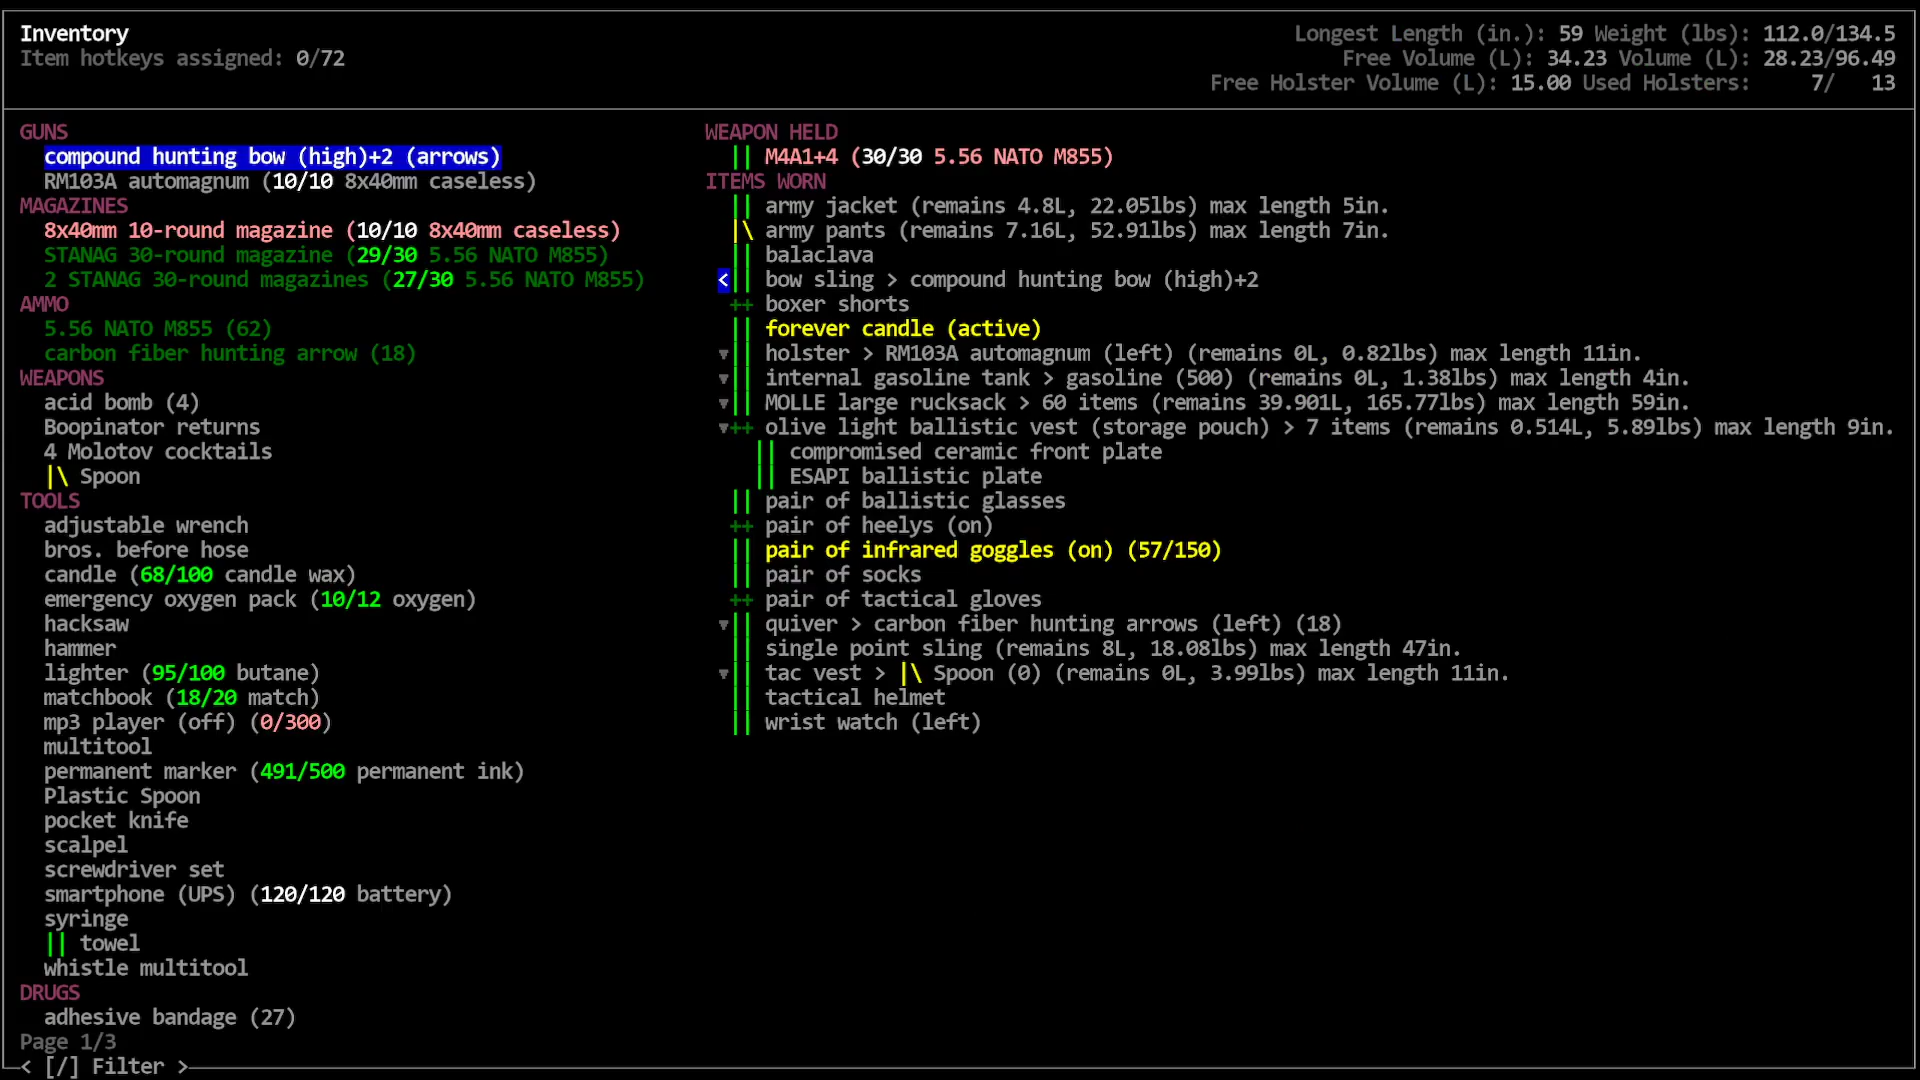 Inventory
Item hotkeys assigned: 0/72
Longest Length (in.): 59 Weight (lbs): 112.0/134.5
Free Volume (L): 34.23 Volume (L): 28.23/96.49
Free Holster Volume (L): 15.00 Used Holsters: 7/ 13
GUNS
compound hunting bow (high)+2 (arrows)
RM103A automagnum (10/10 8x40mm caseless)
MAGAZINES
8x40mm 10-round magazine (10/10 8x40mm caseless)
STANAG 30-round magazine (29/30 5.56 NATO M855)
2 STANAG 30-round magazines (27/30 5.56 NATO M855)
AMMO
5.56 NATO M855 (62)
carbon fiber hunting arrow (18)
WEAPONS
acid bomb (4)
Boopinator returns
4 Molotov cocktails
|\ Spoon
TOOLS
adjustable wrench
bros. before hose
candle (68/100 candle wax)
emergency oxygen pack (10/12 oxygen)
hacksaw
hammer
lighter (95/100 butane)
matchbook (18/20 match)
mp3 player (off) (0/300)
multitool
permanent marker (491/500 permanent ink)
Plastic Spoon
pocket knife
scalpel
screwdriver set
smartphone (UPS) (120/120 battery)
syringe
|| towel
whistle multitool
DRUGS
adhesive bandage (27)
Page 1/3
< [/] Filter >
WEAPON HELD
|| M4A1+4 (30/30 5.56 NATO M855)
ITEMS WORN
|| army jacket (remains 4.8L, 22.05lbs) max length 5in.
|\ army pants (remains 7.16L, 52.91lbs) max length 7in.
|| balaclava
<|| bow sling > compound hunting bow (high)+2
++ boxer shorts
|| forever candle (active)
▼|| holster > RM103A automagnum (left) (remains 0L, 0.82lbs) max length 11in.
▼|| internal gasoline tank > gasoline (500) (remains 0L, 1.38lbs) max length 4in.
▼|| MOLLE large rucksack > 60 items (remains 39.901L, 165.77lbs) max length 59in.
▼++ olive light ballistic vest (storage pouch) > 7 items (remains 0.514L, 5.89lbs) max length 9in.
|| compromised ceramic front plate
|| ESAPI ballistic plate
|| pair of ballistic glasses
++ pair of heelys (on)
|| pair of infrared goggles (on) (57/150)
|| pair of socks
++ pair of tactical gloves
▼|| quiver > carbon fiber hunting arrows (left) (18)
|| single point sling (remains 8L, 18.08lbs) max length 47in.
▼|| tac vest > |\ Spoon (0) (remains 0L, 3.99lbs) max length 11in.
|| tactical helmet
|| wrist watch (left)